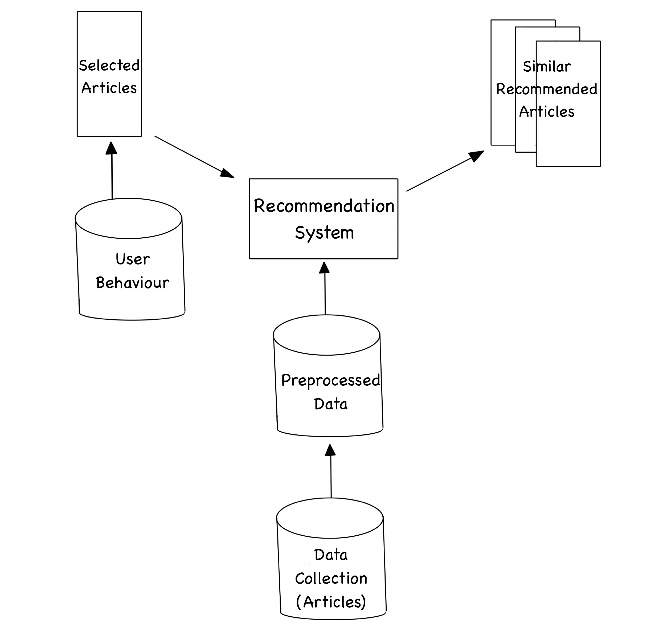 Selected
Articles
Similar
Recommended
Articles
Recommendation
System
User
Behaviour
Preprocessed
Data
Data
Collection
(Articles)